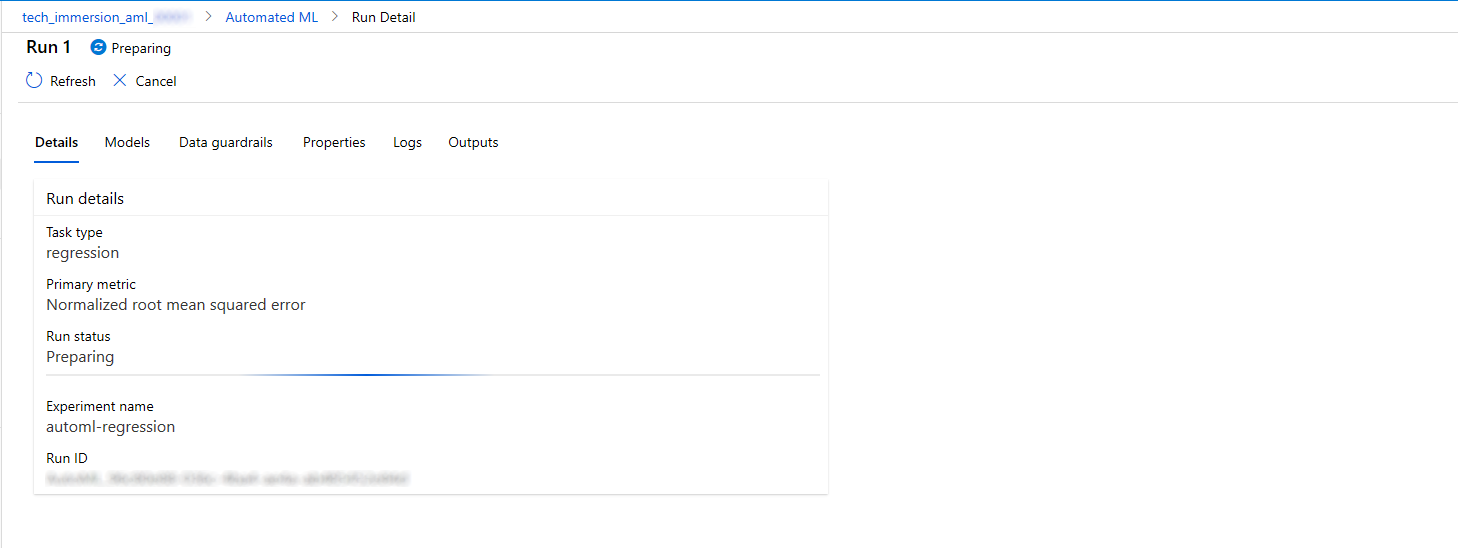 tech_immersion_aml_ > Automated ML > Run Detail
Run 1 Preparing
Refresh Cancel
Details Models Data guardrails Properties Logs Outputs
Run details
Task type
regression
Primary metric
Normalized root mean squared error
Run status
Preparing
Experiment name
automl-regression
Run ID